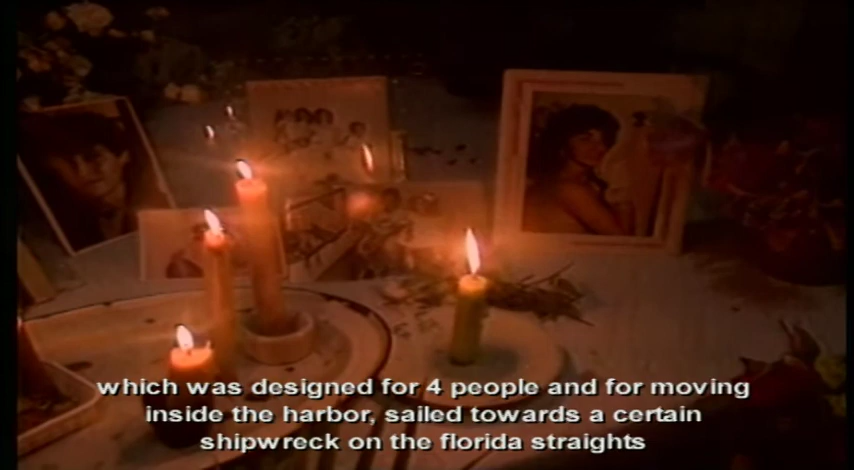 which was designed for 4 people and for moving
inside the harbor, sailed towards a certain
shipwreck on the florida straights